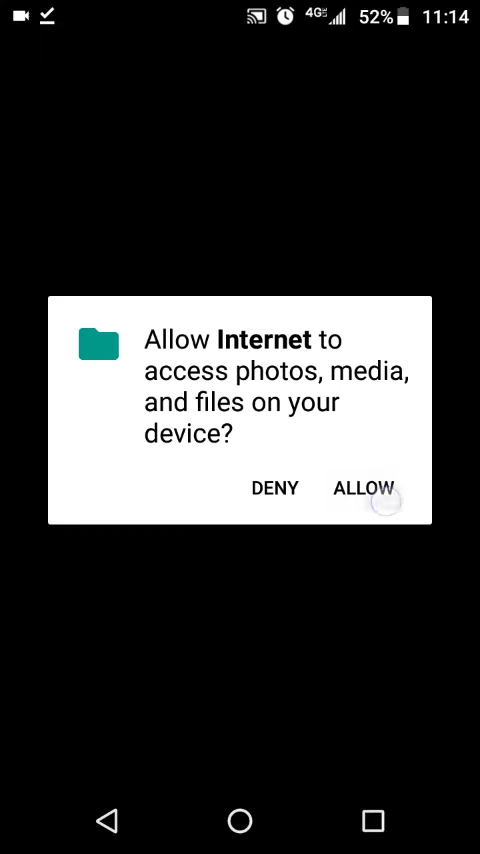 4G 52% 11:14
Allow Internet to
access photos, media,
and files on your
device?
DENY ALLOW